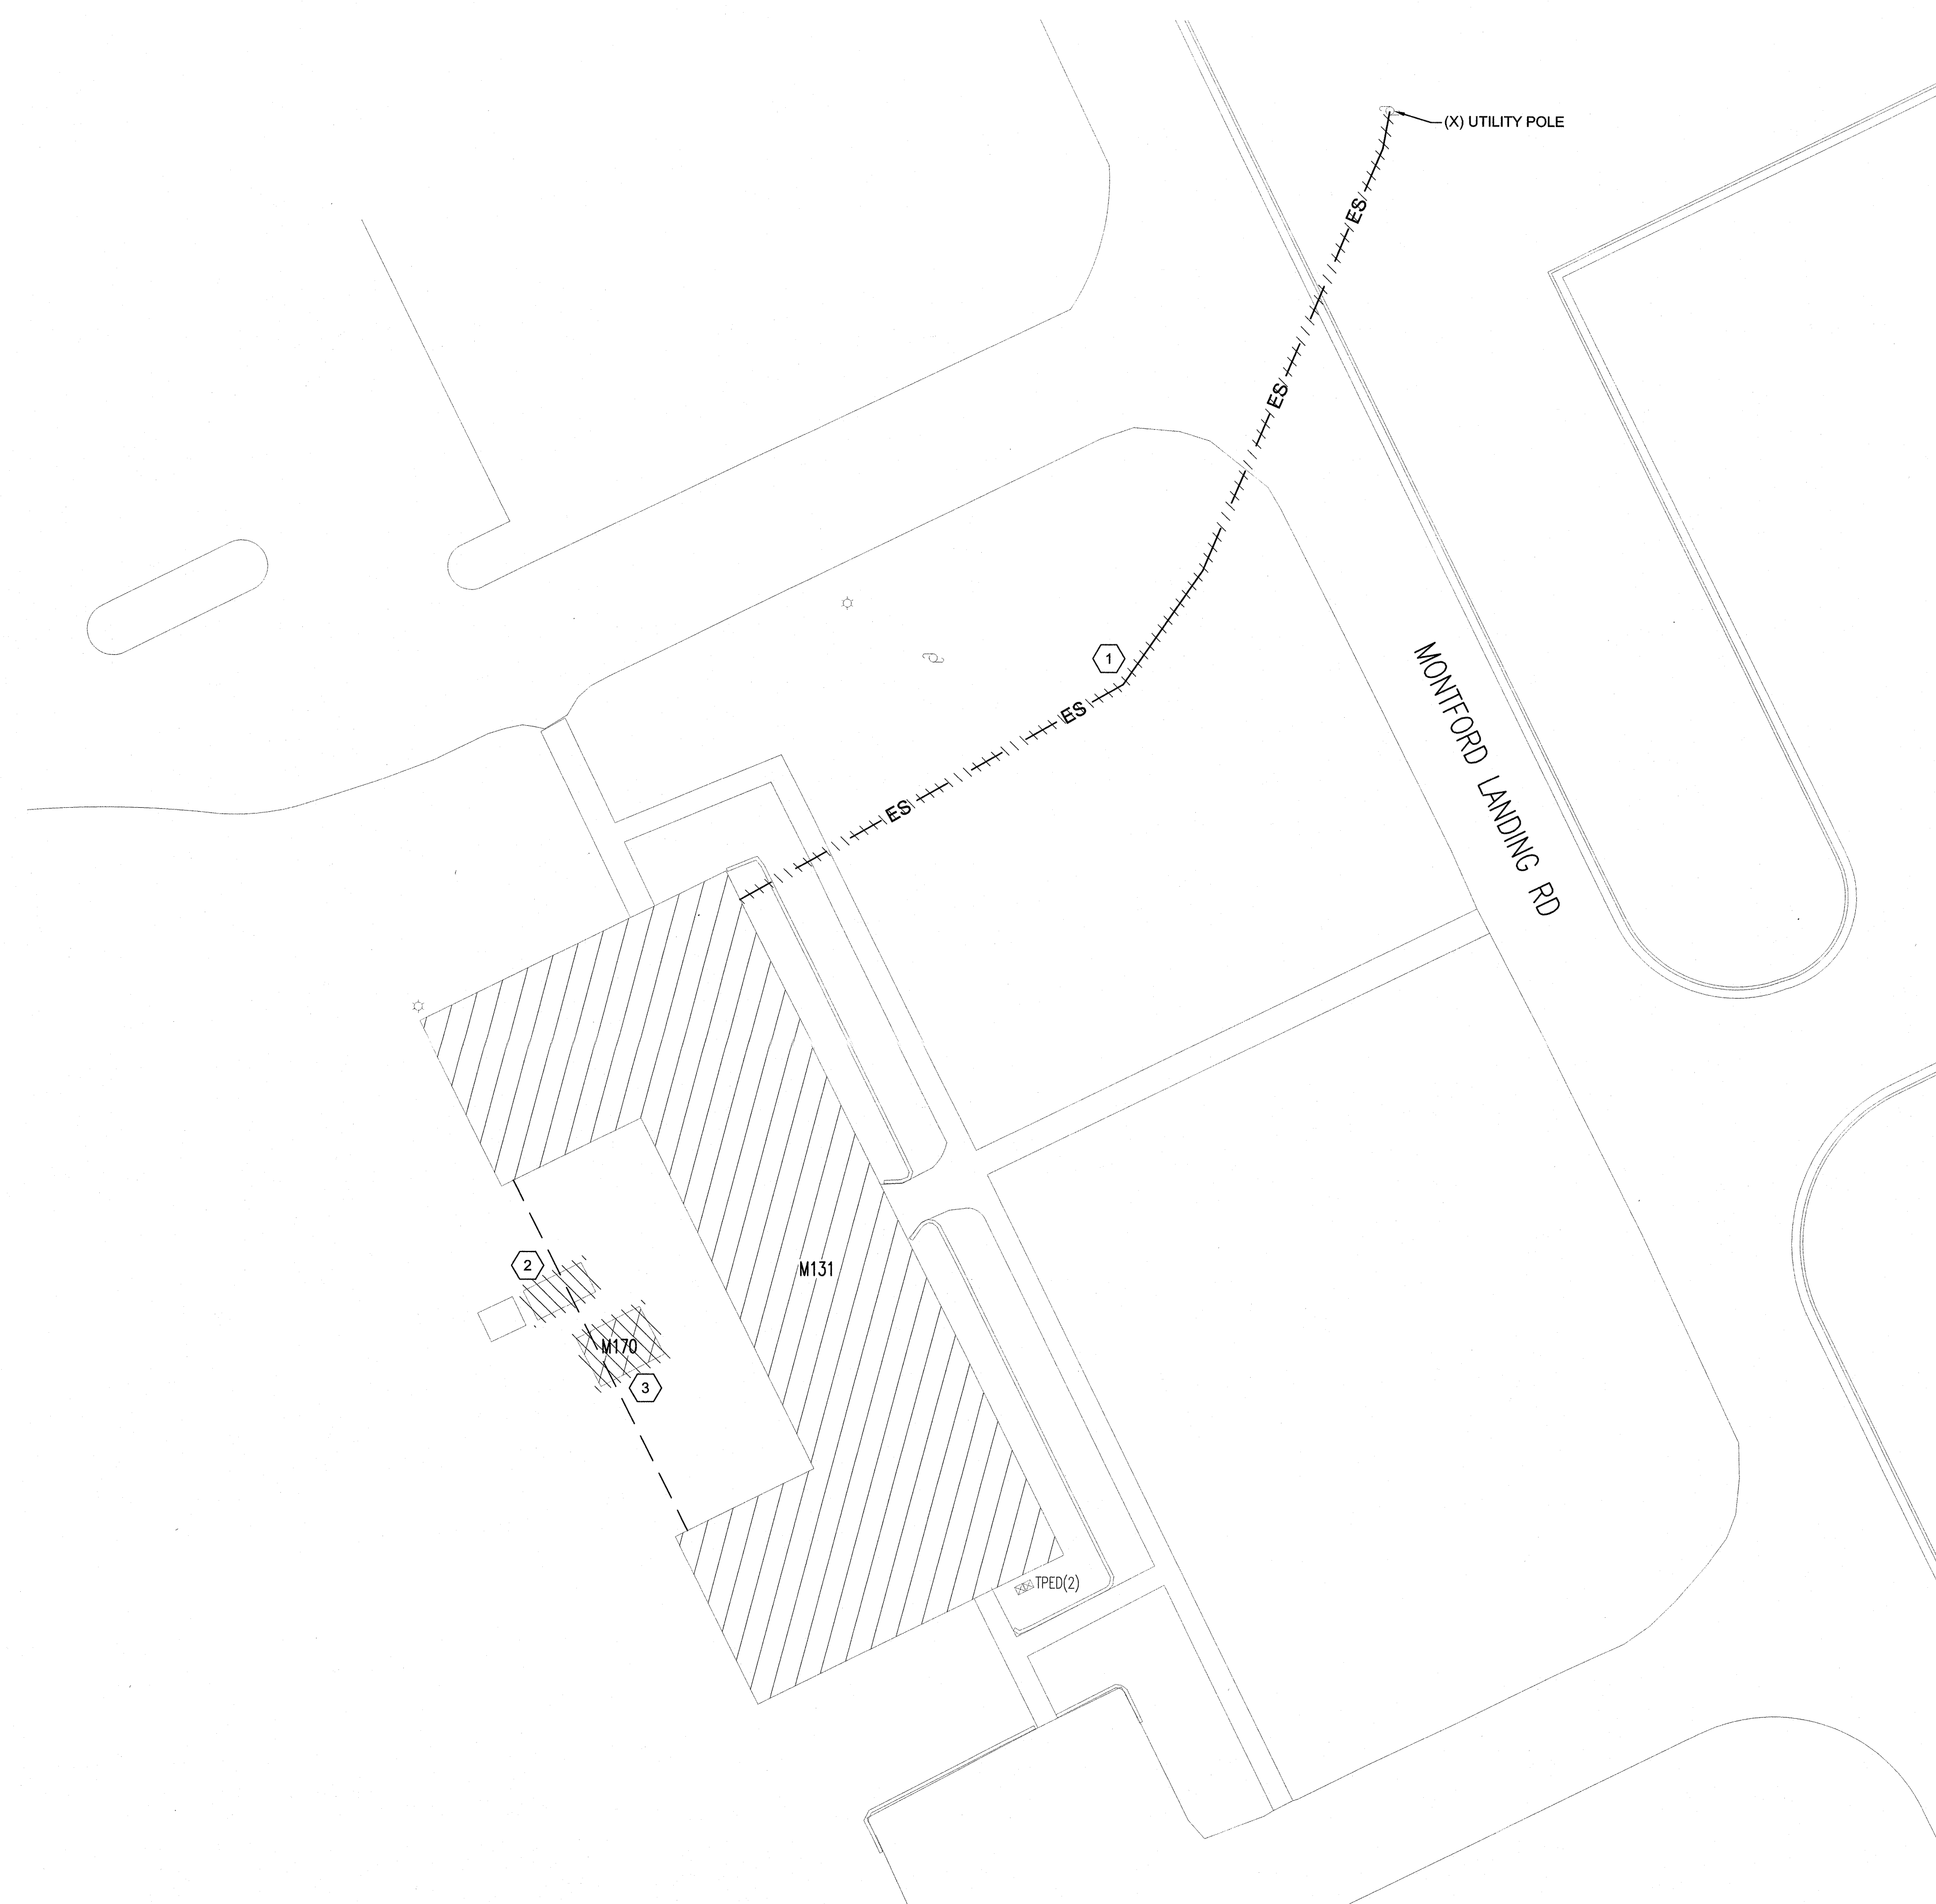 (X) UTILITY POLE
ES
ES
1
MONTFORD LANDING RD
ES
ES
2
M131
M170
3
TPED(2)